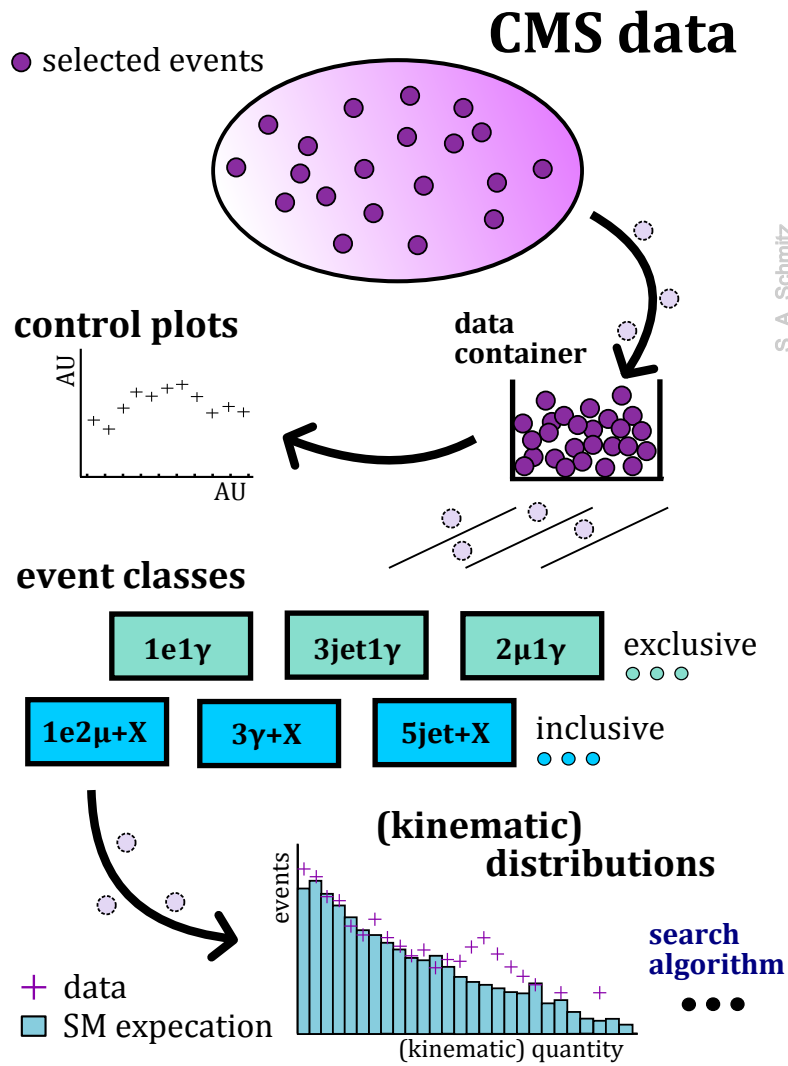 CMS data
selected events
S. A. Schmitz
control plots
AU
AU
data
container
event classes
1e1γ
3jet1γ
2μ1γ
exclusive
1e2μ+X
3γ+X
5jet+X
inclusive
(kinematic)
distributions
events
(kinematic) quantity
search
algorithm
data
SM expecation